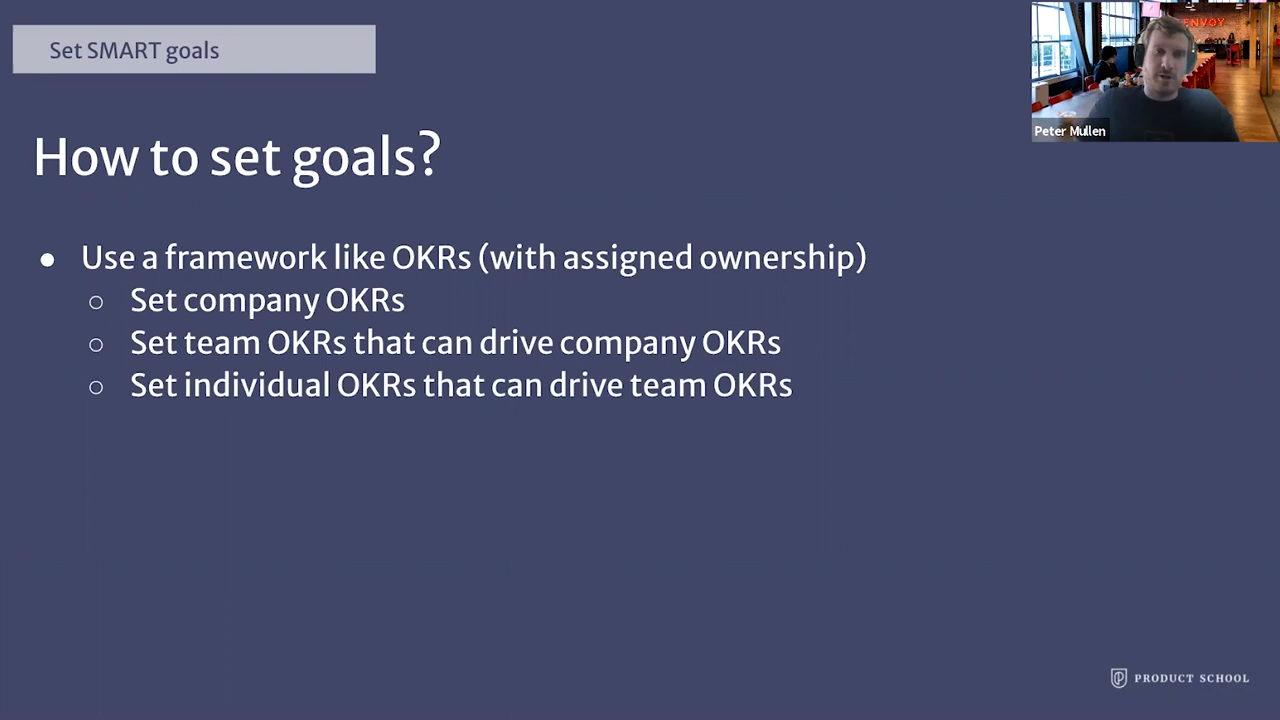 Set SMART goals
ENVOY
Peter Mullen
How to set goals?
● Use a framework like OKRs (with assigned ownership)
○ Set company OKRs
○ Set team OKRs that can drive company OKRs
○ Set individual OKRs that can drive team OKRs
PRODUCT SCHOOL